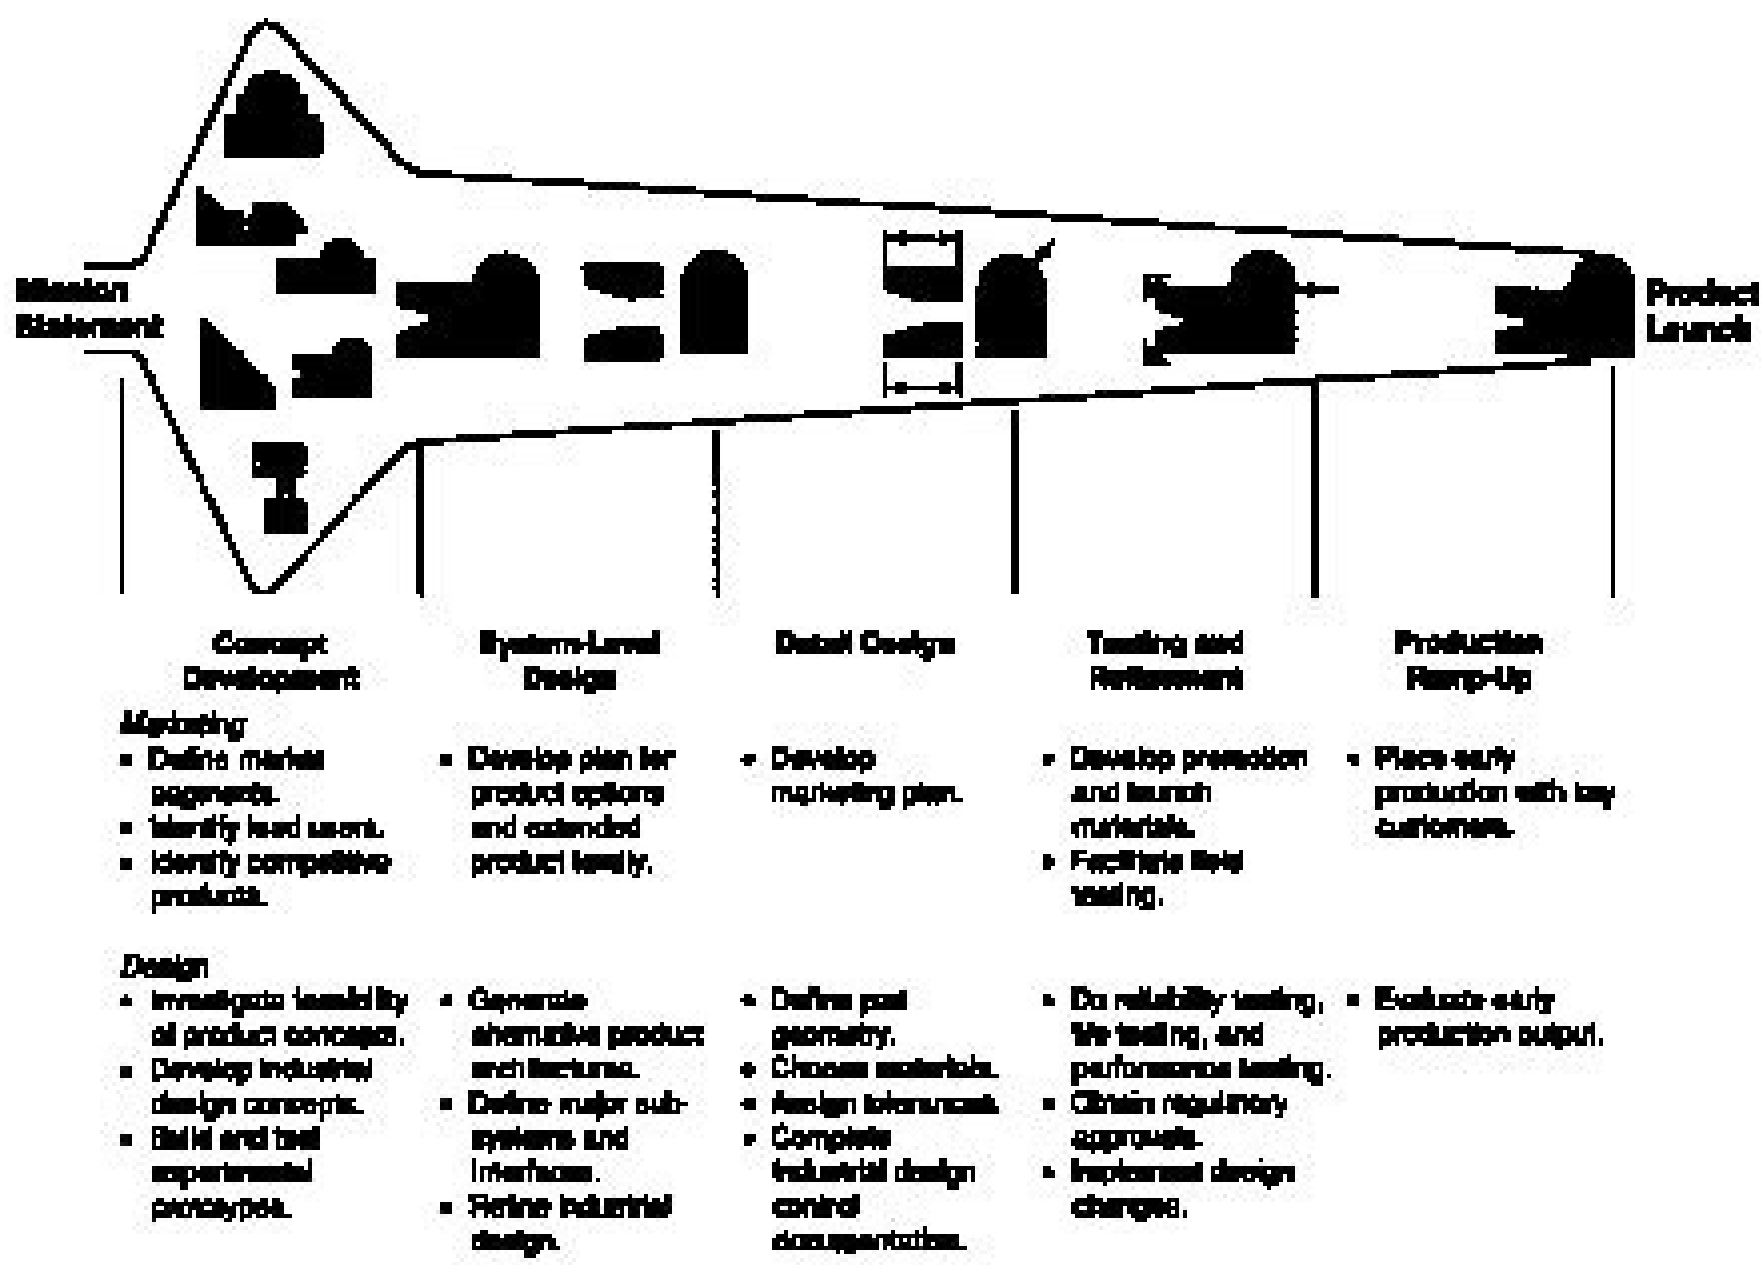 Mission
Statement
Product
Launch
Concept
Development
System-Level
Design
Detail Design
Testing and
Refinement
Production
Ramp-Up
Marketing
• Define market
segments.
• Identify lead users.
• Identify competitive
products.
• Develop plan for
product options
and extended
product family.
• Develop
marketing plan.
• Develop promotion
and launch
materials.
• Facilitate field
testing.
• Place early
production with key
customers.
Design
• Investigate feasibility
of product concepts.
• Develop industrial
design concepts.
• Build and test
experimental
prototypes.
• Generate
alternative product
architectures.
• Define major sub-
systems and
interfaces.
• Refine industrial
design.
• Define part
geometry.
• Choose materials.
• Assign tolerances.
• Complete
industrial design
control
documentation.
• Do reliability testing,
life testing, and
performance testing.
• Obtain regulatory
approvals.
• Implement design
changes.
• Evaluate early
production output.